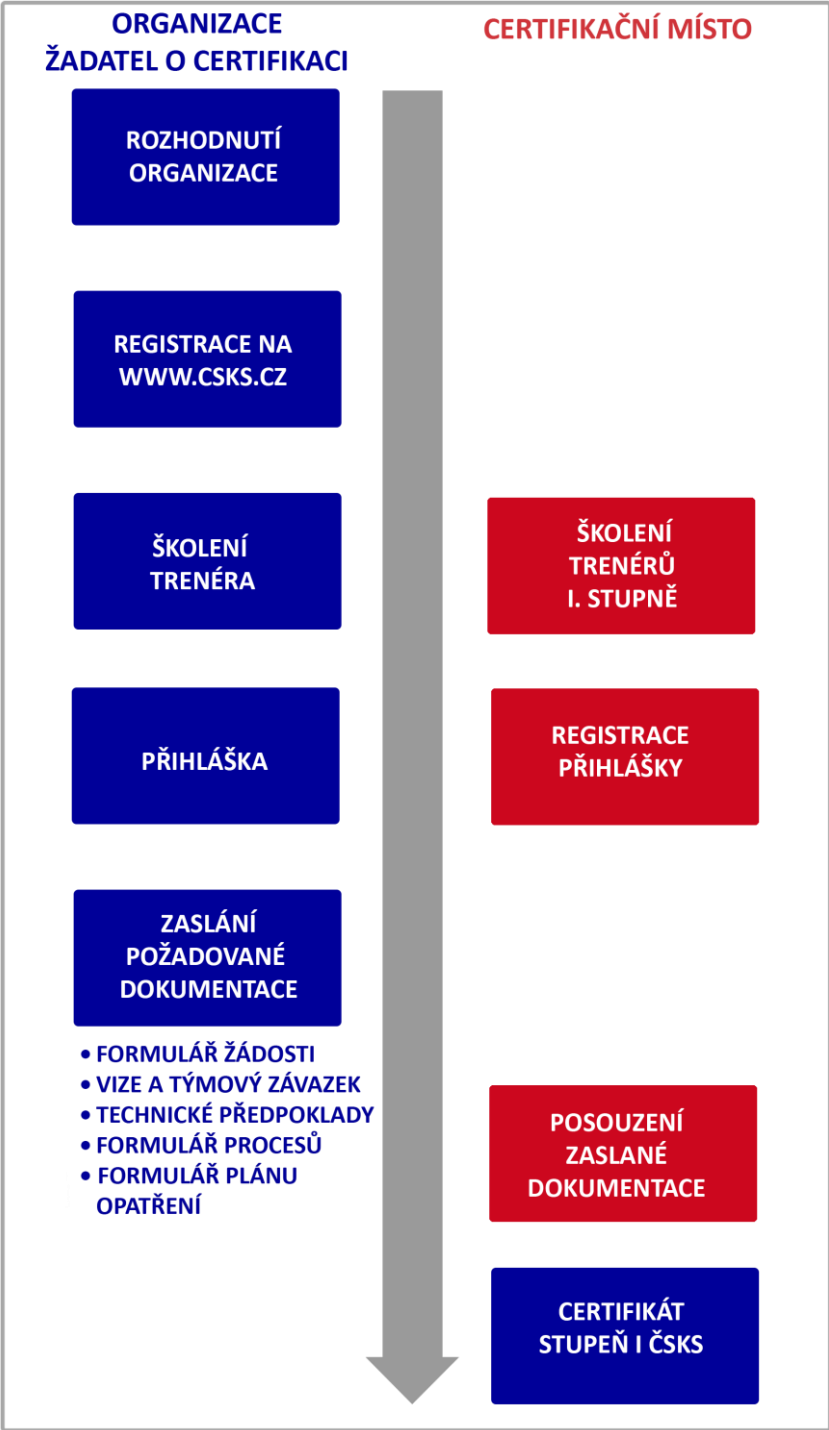 ORGANIZACE
ŽADATEL O CERTIFIKACI
CERTIFIKAČNÍ MÍSTO
ROZHODNUTÍ
ORGANIZACE
REGISTRACE NA
WWW.CSKS.CZ
ŠKOLENÍ
TRENÉRA
ŠKOLENÍ
TRENÉRŮ
I. STUPNĚ
PŘIHLÁŠKA
REGISTRACE
PŘIHLÁŠKY
ZASLÁNÍ
POŽADOVANÉ
DOKUMENTACE
• FORMULÁŘ ŽÁDOSTI
• VIZE A TÝMOVÝ ZÁVAZEK
• TECHNICKÉ PŘEDPOKLADY
• FORMULÁŘ PROCESŮ
• FORMULÁŘ PLÁNU
OPATŘENÍ
POSOUZENÍ
ZASLANÉ
DOKUMENTACE
CERTIFIKÁT
STUPEŇ I ČSKS